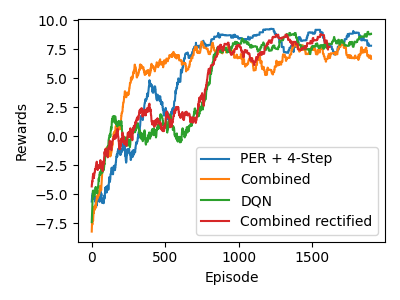 10.0
7.5
5.0
2.5
0.0
−2.5
−5.0
−7.5
Rewards
PER + 4-Step
Combined
DQN
Combined rectified
0 500 1000 1500
Episode